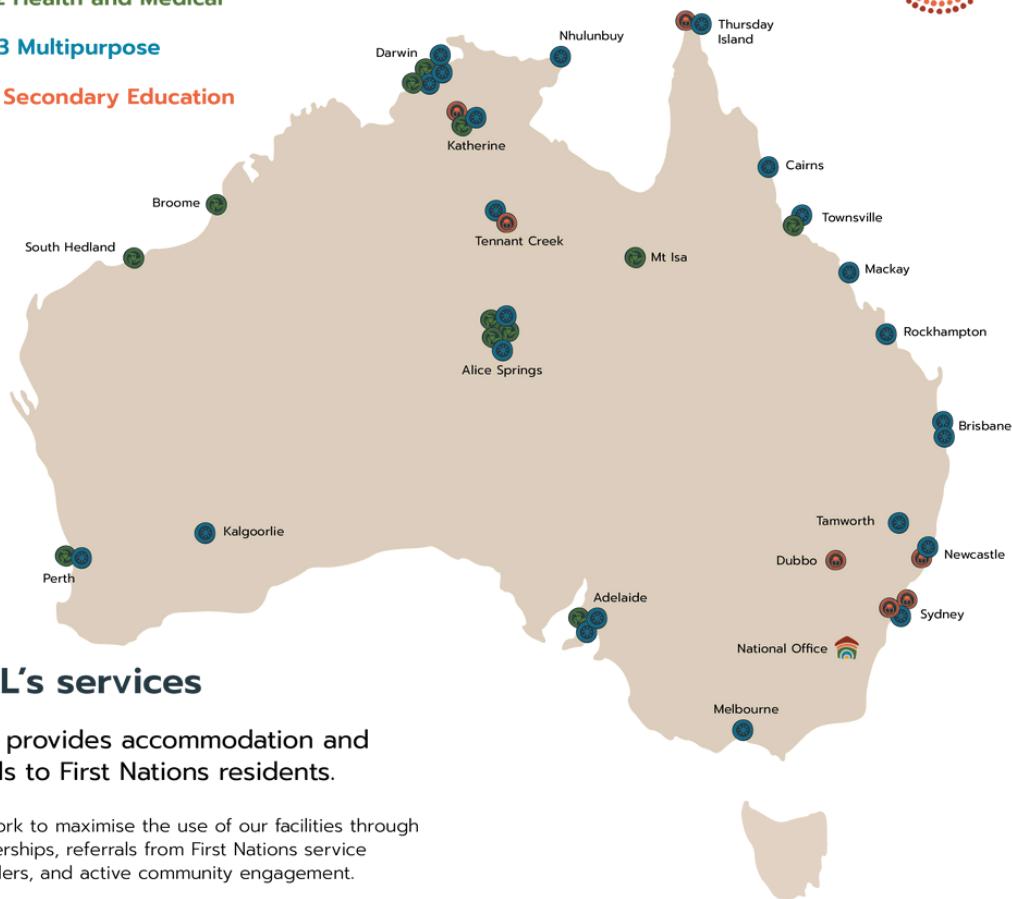 Health and Medical
3 Multipurpose
Secondary Education
Thursday
Island
Nhulunbuy
Darwin
Katherine
Cairns
Broome
Townsville
South Hedland
Tennant Creek
Mt Isa
Mackay
Rockhampton
Alice Springs
Brisbane
Tamworth
Kalgoorlie
Newcastle
Dubbo
Perth
Adelaide
Sydney
National Office
L's services
Melbourne
provides accommodation and
ls to First Nations residents.
ork to maximise the use of our facilities through
erships, referrals from First Nations service
ders, and active community engagement.